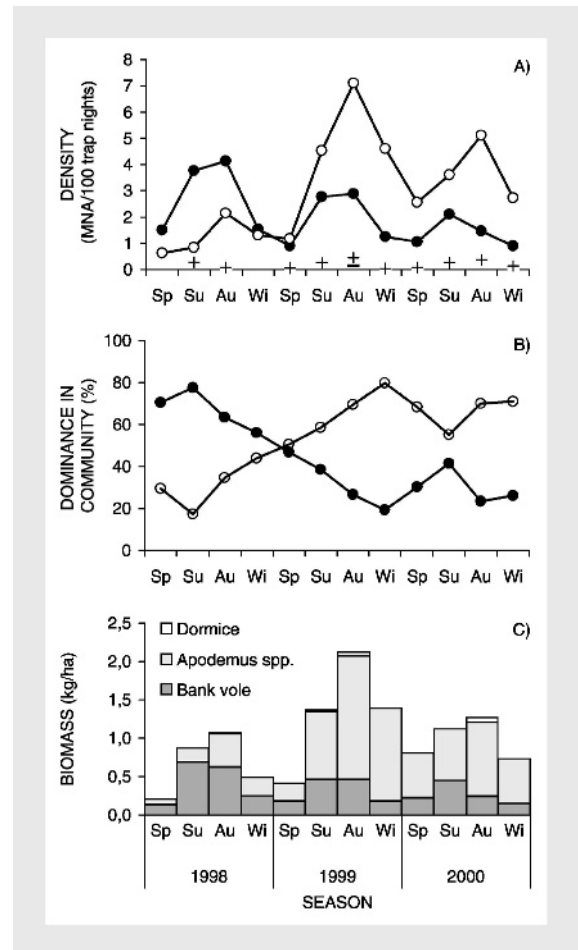 A)
DENSITY
(MNA/100 trap nights)
8
7
6
5
4
3
2
1
0
Sp Su Au Wi Sp Su Au Wi Sp Su Au Wi
B)
DOMINANCE IN
COMMUNITY (%)
100
80
60
40
20
0
Sp Su Au Wi Sp Su Au Wi Sp Su Au Wi
C)
BIOMASS (kg/ha)
2,5
2,0
1,5
1,0
0,5
0,0
Dormice
Apodemus spp.
Bank vole
Sp Su Au Wi Sp Su Au Wi Sp Su Au Wi
1998 1999 2000
SEASON